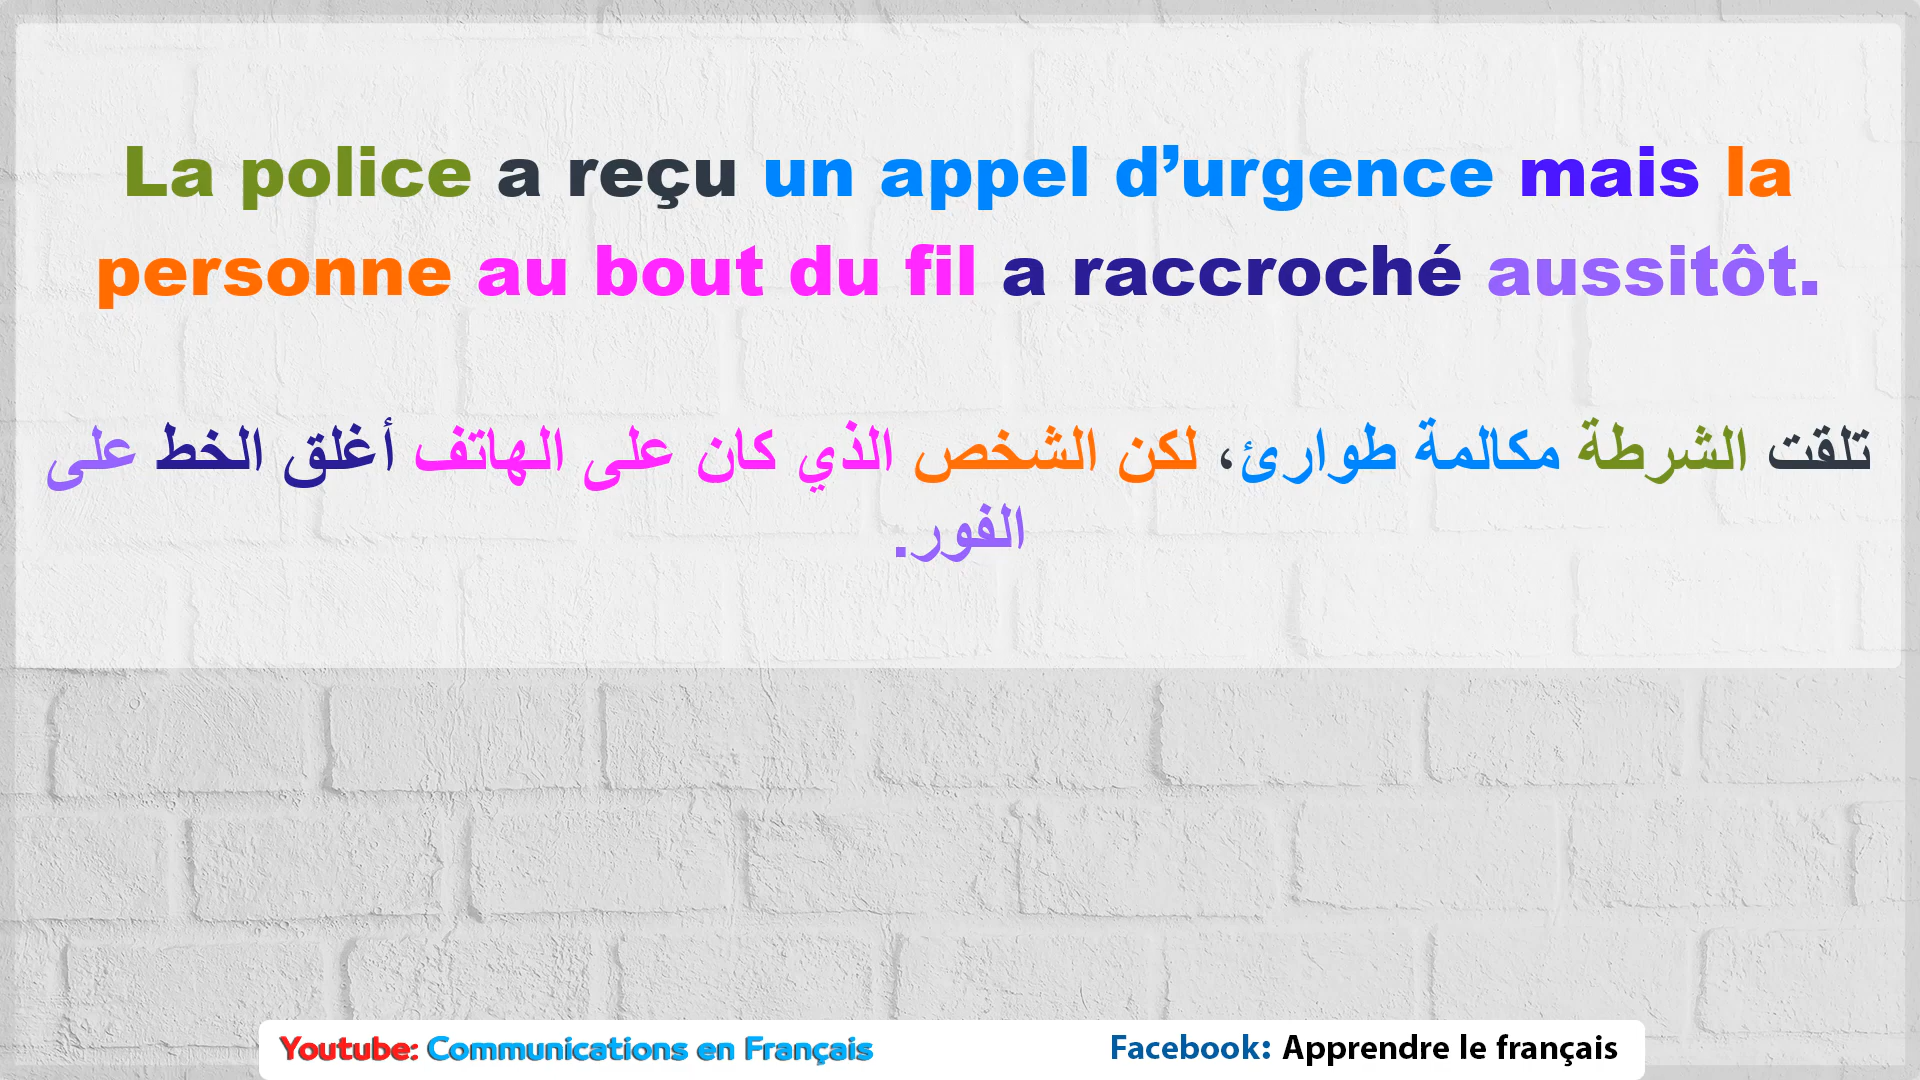 La police a reçu un appel d’urgence mais la
personne au bout du fil a raccroché aussitôt.
تلقت الشرطة مكالمة طوارئ، لكن الشخص الذي كان على الهاتف أغلق الخط على
الفور.
Youtube: Communications en Français
Facebook: Apprendre le français